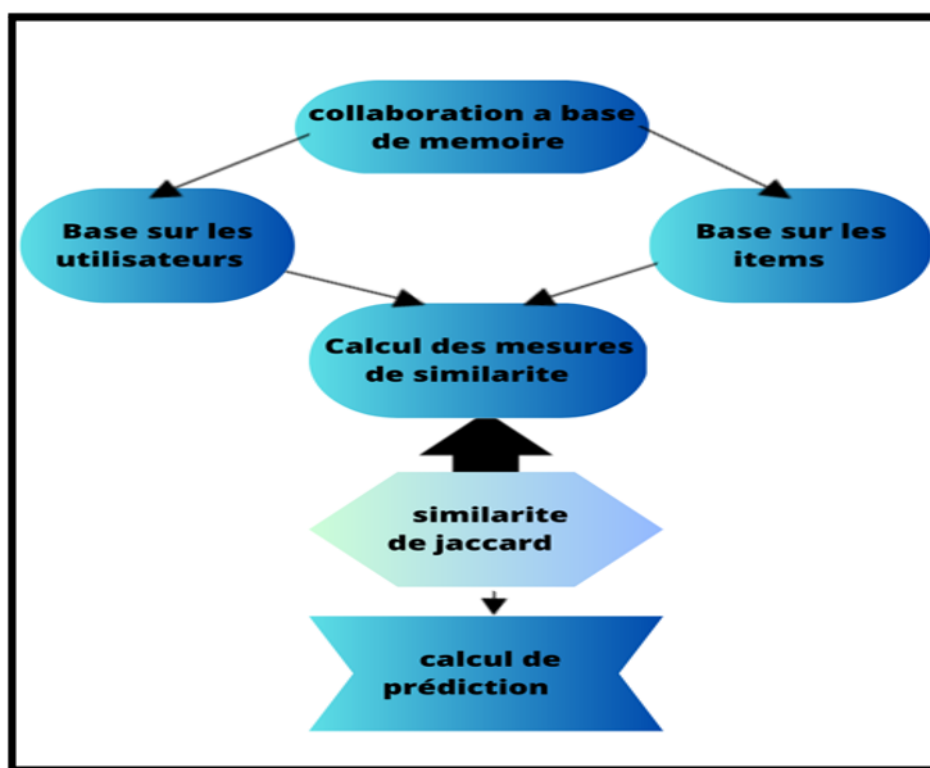 collaboration a base
de memoire
Base sur les
utilisateurs
Base sur les
items
Calcul des mesures
de similarite
similarite
de jaccard
calcul de
prédiction